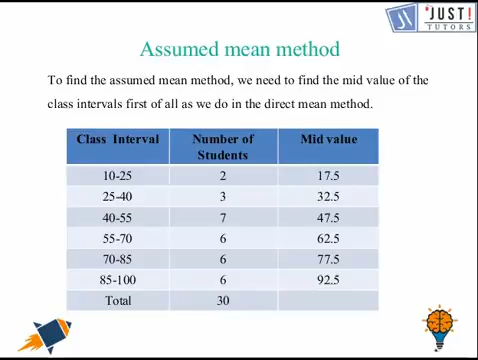 JUST!
TUTORS
Assumed mean method
To find the assumed mean method, we need to find the mid value of the
class intervals first of all as we do in the direct mean method.
Class Interval Number of Students Mid value
10-25 2 17.5
25-40 3 32.5
40-55 7 47.5
55-70 6 62.5
70-85 6 77.5
85-100 6 92.5
Total 30